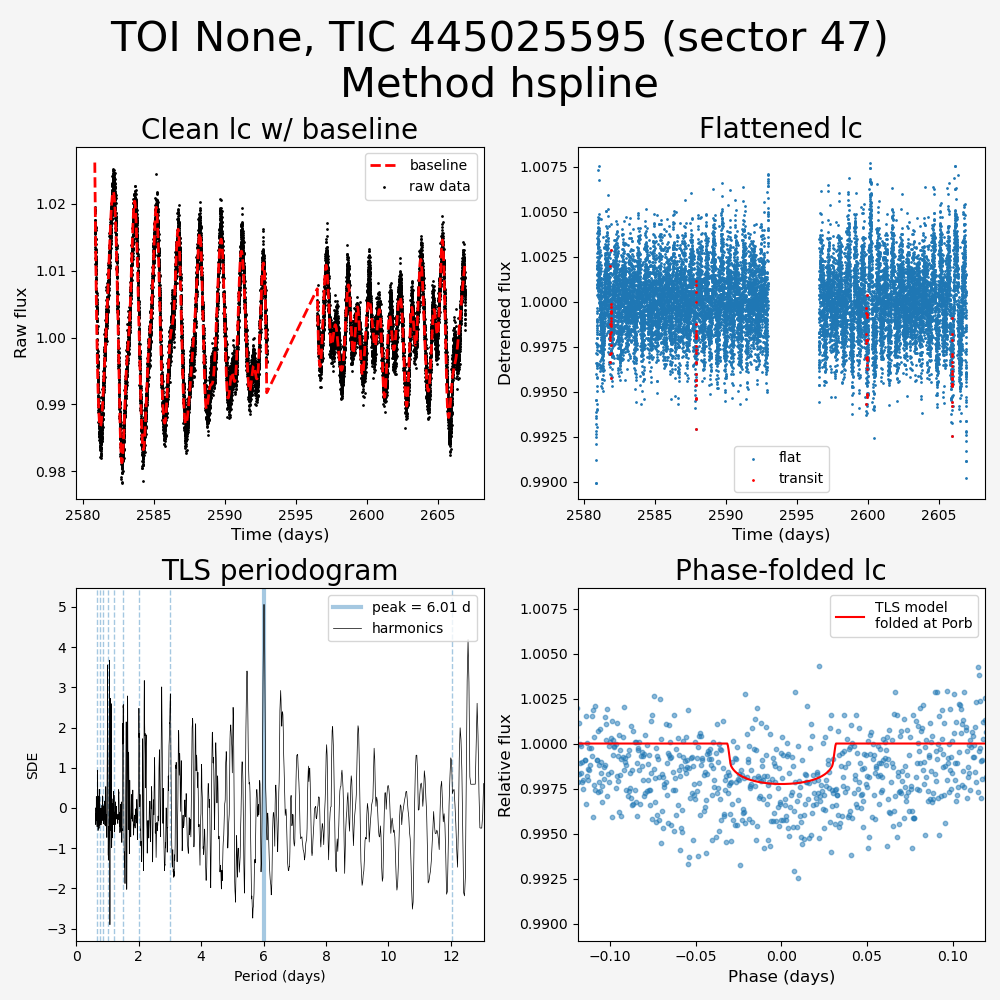 TOI None, TIC 445025595 (sector 47)
Method hspline
Clean lc w/ baseline
Raw flux
1.02
1.01
1.00
0.99
0.98
baseline
raw data
2580 2585 2590 2595 2600 2605
Time (days)
Flattened lc
Detrended flux
1.0075
1.0050
1.0025
1.0000
0.9975
0.9950
0.9925
0.9900
flat
transit
2580 2585 2590 2595 2600 2605
Time (days)
TLS periodogram
SDE
5
4
3
2
1
0
−1
−2
−3
peak = 6.01 d
harmonics
0 2 4 6 8 10 12
Period (days)
Phase-folded lc
Relative flux
1.0075
1.0050
1.0025
1.0000
0.9975
0.9950
0.9925
0.9900
TLS model
folded at Porb
−0.10 −0.05 0.00 0.05 0.10
Phase (days)